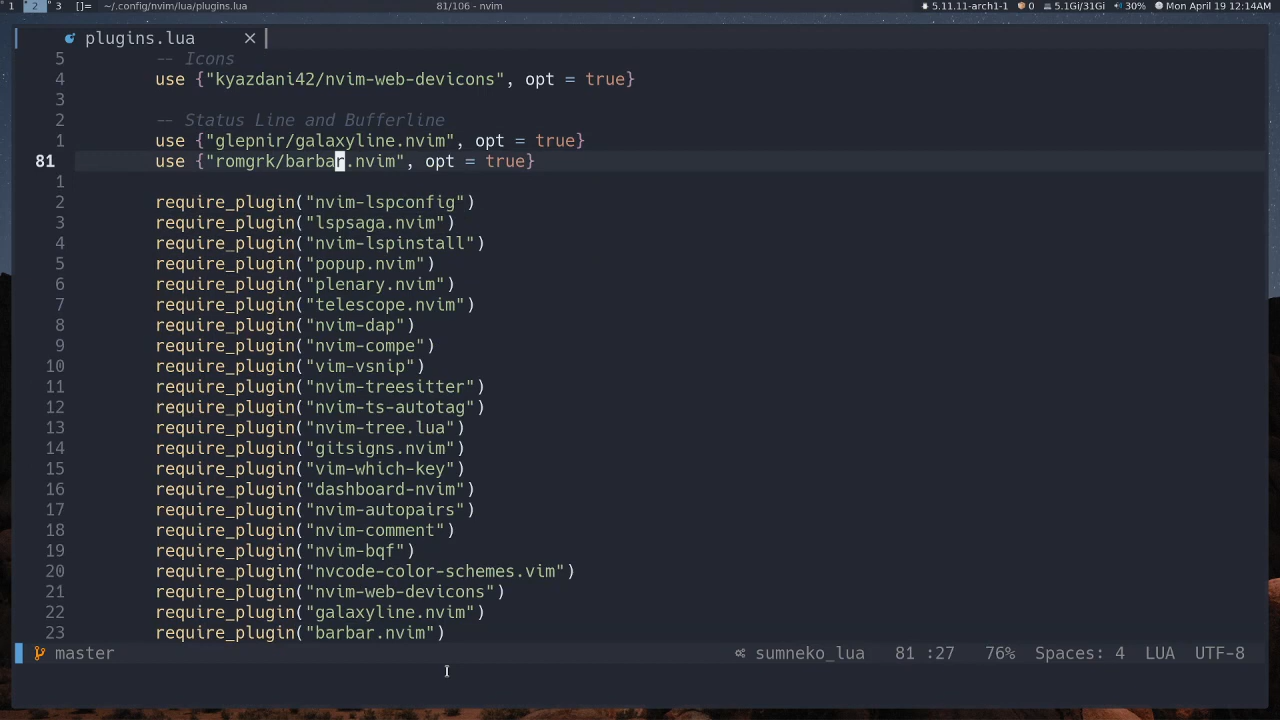 1 2 3 []= ~/.config/nvim/lua/plugins.lua 81/106 - nvim 5.11.11-arch1-1 0 5.1Gi/31Gi 30% Mon April 19 12:14AM
plugins.lua
5 -- Icons
4 use {"kyazdani42/nvim-web-devicons", opt = true}
3
2 -- Status Line and Bufferline
1 use {"glepnir/galaxyline.nvim", opt = true}
81 use {"romgrk/barbar.nvim", opt = true}
1
2 require_plugin("nvim-lspconfig")
3 require_plugin("lspsaga.nvim")
4 require_plugin("nvim-lspinstall")
5 require_plugin("popup.nvim")
6 require_plugin("plenary.nvim")
7 require_plugin("telescope.nvim")
8 require_plugin("nvim-dap")
9 require_plugin("nvim-compe")
10 require_plugin("vim-vsnip")
11 require_plugin("nvim-treesitter")
12 require_plugin("nvim-ts-autotag")
13 require_plugin("nvim-tree.lua")
14 require_plugin("gitsigns.nvim")
15 require_plugin("vim-which-key")
16 require_plugin("dashboard-nvim")
17 require_plugin("nvim-autopairs")
18 require_plugin("nvim-comment")
19 require_plugin("nvim-bqf")
20 require_plugin("nvcode-color-schemes.vim")
21 require_plugin("nvim-web-devicons")
22 require_plugin("galaxyline.nvim")
23 require_plugin("barbar.nvim")
master sumneko_lua 81 :27 76% Spaces: 4 LUA UTF-8